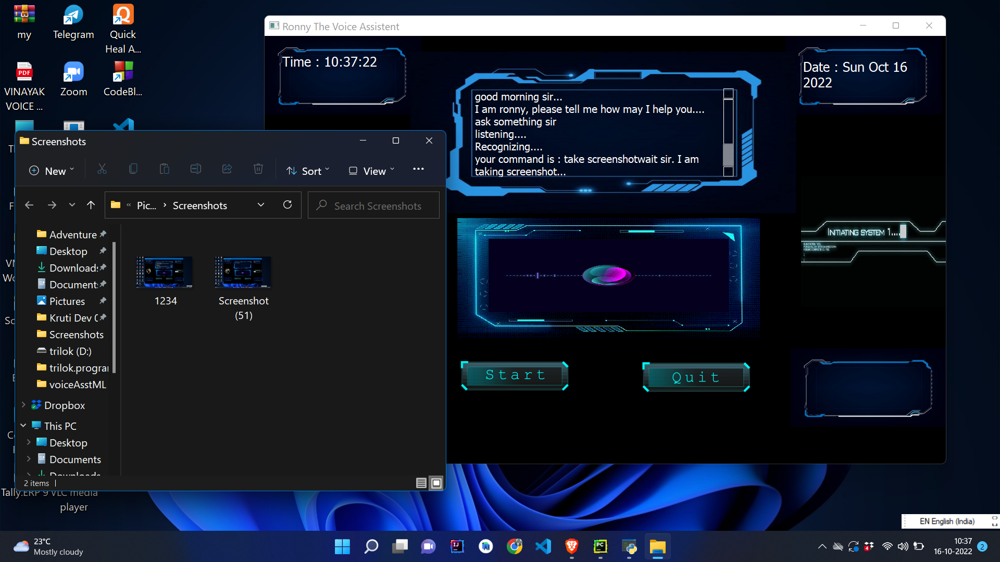 my
Telegram
Quick
Heal A...
VINAYAK
VOICE ...
Zoom
CodeBl...
Ronny The Voice Assistent
Time : 10:37:22
Date : Sun Oct 16
2022
good morning sir...
I am ronny, please tell me how may I help you....
ask something sir
listening....
Recognizing....
your command is : take screenshotwait sir. I am
taking screenshot...
INITIATING SYSTEM 1....
Start
Quit
Screenshots
New
Sort
View
« Pic... > Screenshots
Search Screenshots
Adventure
Desktop
Downloads
Documents
Pictures
Kruti Dev 0
Screenshots
trilok (D:)
trilok.program
voiceAsstML
Dropbox
This PC
Desktop
Documents
Downloads
1234
Screenshot
(51)
2 items
Tally.ERP 9
VLC media
player
EN English (India)
23°C
Mostly cloudy
10:37
16-10-2022
2